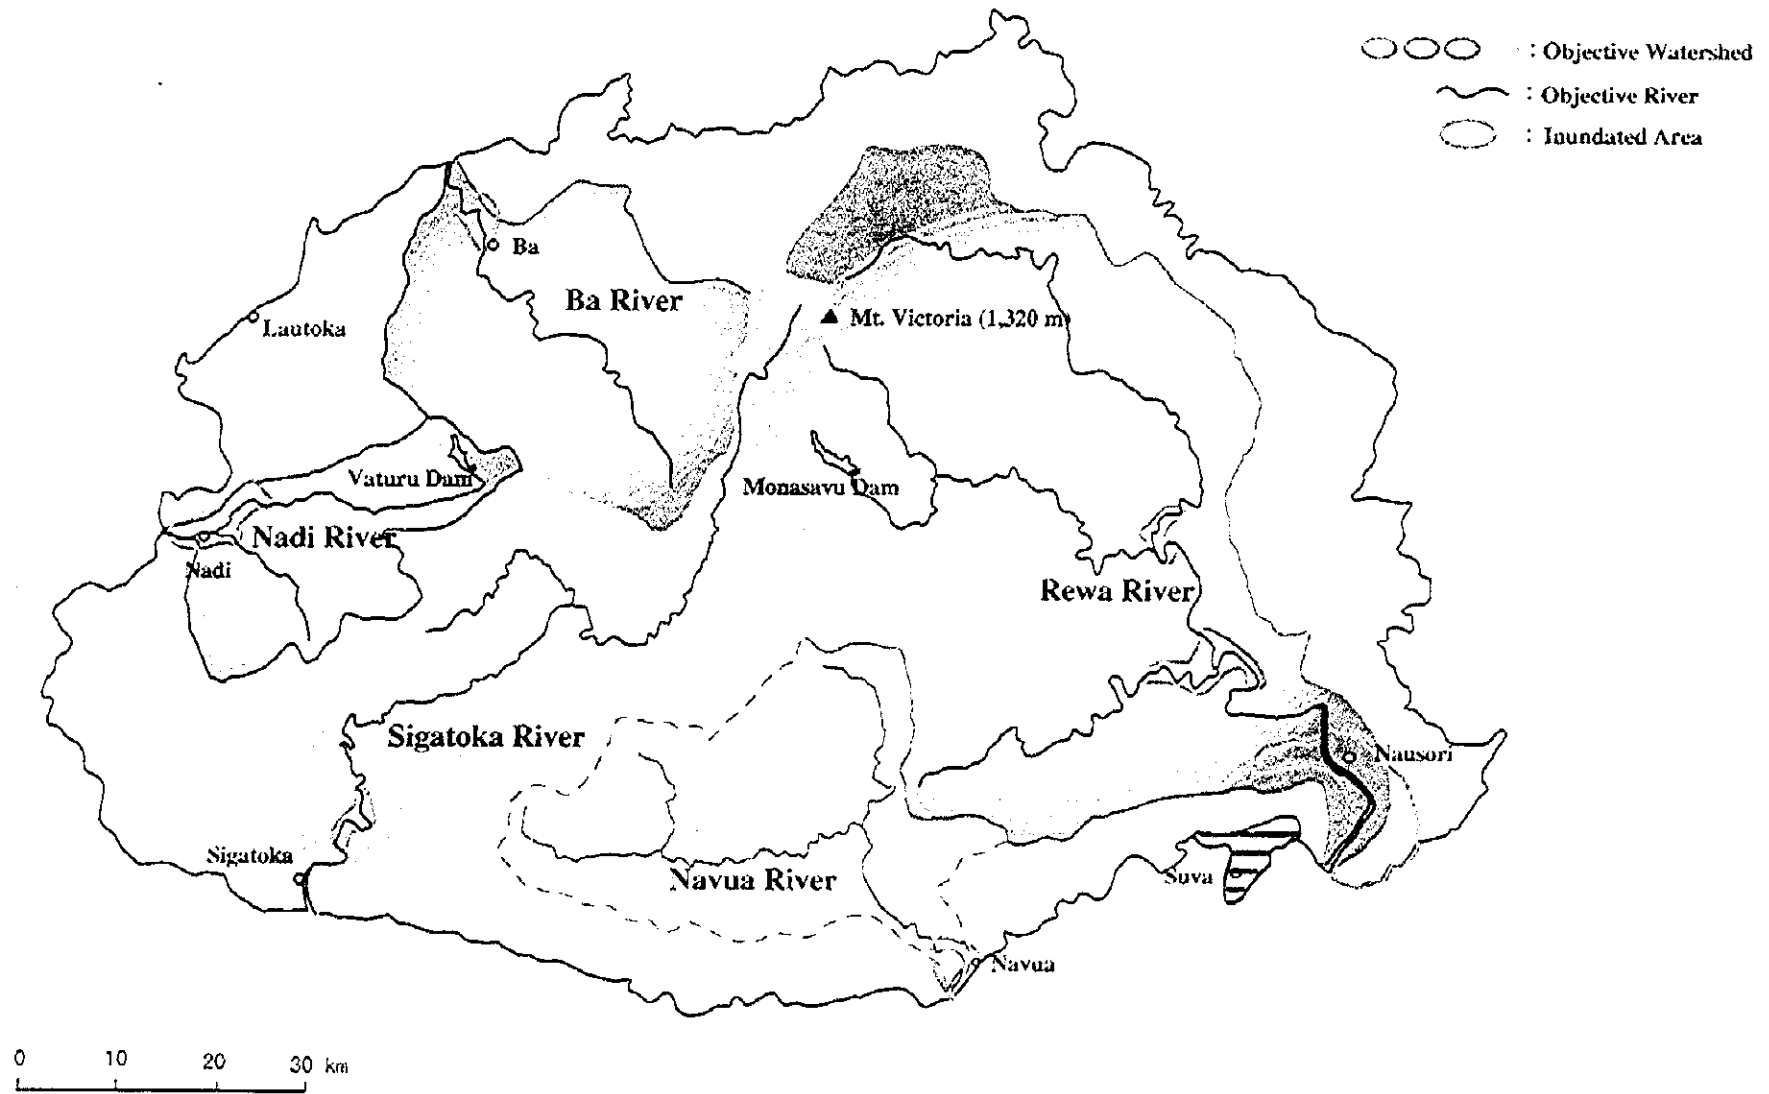 : Objective Watershed
: Objective River
: Inundated Area
Ba
Ba River
Lautoka
Mt. Victoria (1,320 m)
Vaturu Dam
Monasavu Dam
Nadi River
Nadi
Rewa River
Sigatoka River
Nausori
Sigatoka
Navua River
Suva
Navua
0 10 20 30 km